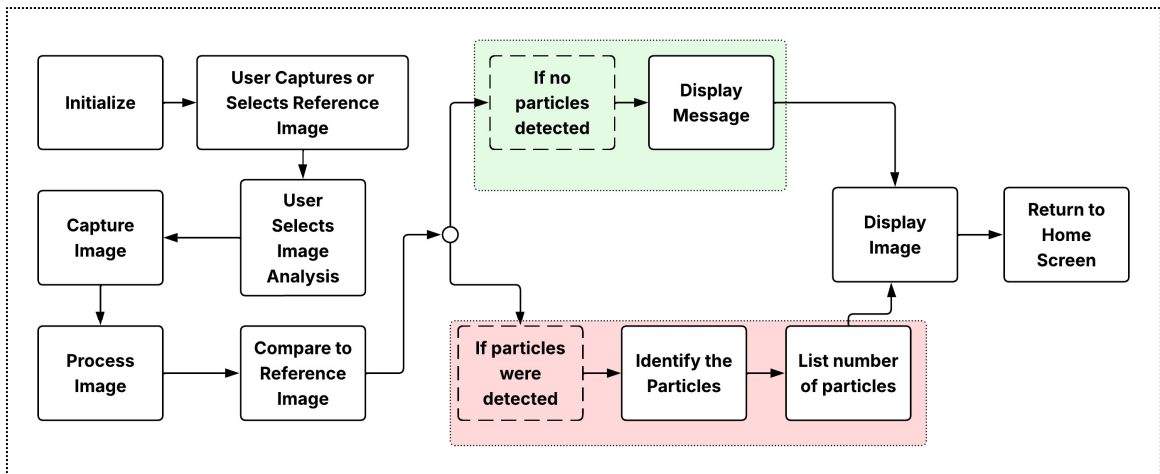 Initialize
User Captures or
Selects Reference
Image
User
Selects
Image
Analysis
Capture
Image
Process
Image
Compare to
Reference
Image
If no
particles
detected
Display
Message
If particles
were
detected
Identify the
Particles
List number
of particles
Display
Image
Return to
Home
Screen